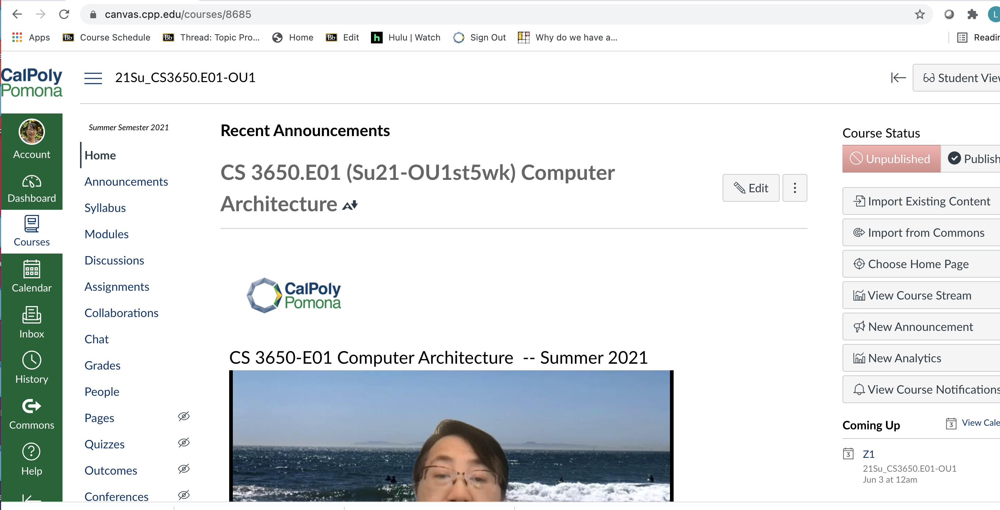 canvas.cpp.edu/courses/8685
L
Apps
Bb Course Schedule
Bb Thread: Topic Pro...
Home
Bb Edit
h Hulu | Watch
Sign Out
Why do we have a...
CalPoly
Pomona
21Su_CS3650.E01-OU1
Account
Dashboard
Courses
Calendar
Inbox
History
Commons
Help
Summer Semester 2021
Home
Announcements
Syllabus
Modules
Discussions
Assignments
Collaborations
Chat
Grades
People
Pages
Quizzes
Outcomes
Conferences
Recent Announcements
CS 3650.E01 (Su21-OU1st5wk) Computer
Architecture
Edit
CalPoly
Pomona
CS 3650-E01 Computer Architecture -- Summer 2021
Student
Course Status
Unpublished
Import Existing Content
Import from Commons
Choose Home Page
View Course Stream
New Announcement
New Analytics
View Course Notifications
Coming Up
3 View
3 Z1
21Su_CS3650.E01-OU1
Jun 3 at 12am